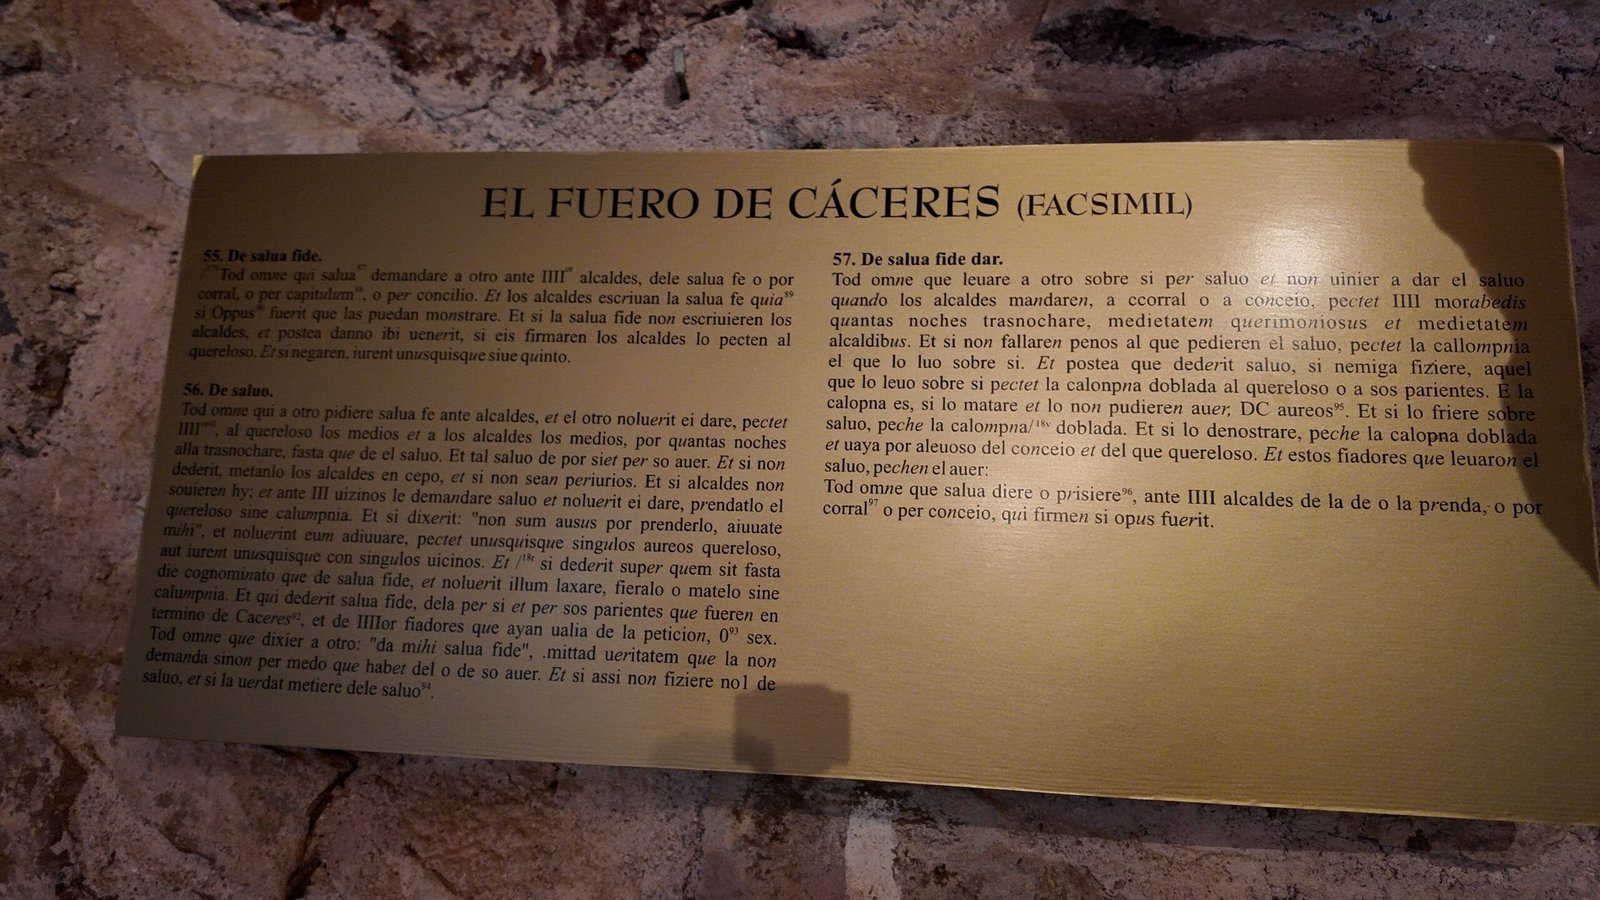 EL FUERO DE CÁCERES (FACSIMIL)
55. De salua fide.
Tod omne qui salua demandare a otro ante IIII alcaldes, dele salua fe o por
corral, o per capitulum⁸⁸, o per concilio. Et los alcaldes escriuan la salua fe quia⁸⁹
si Oppus fuerit que las puedan monstrare. Et si la salua fide non escriuieren los
alcaldes, et postea danno ibi uenerit, si eis firmaren los alcaldes lo pecten al
quereloso. Et si negaren, iurent unusquisque siue quinto.
56. De saluo.
Tod omne qui a otro pidiere salua fe ante alcaldes, et el otro noluerit ei dare, pectet
IIII, al quereloso los medios et a los alcaldes los medios, por quantas noches
alla trasnochare, fasta que de el saluo. Et tal saluo de por siet per so auer. Et si non
dederit, metanlo los alcaldes en cepo, et si non sean periurios. Et si alcaldes non
souieren hy; et ante III uizinos le demandare saluo et noluerit ei dare, prendatlo el
quereloso sine calumpnia. Et si dixerit: "non sum ausus por prenderlo, aiuuate
mihi", et noluerint eum adiuuare, pectet unusquisque singulos aureos quereloso,
aut iurent unusquisque con singulos uicinos. Et /¹⁸ʳ si dederit super quem sit fasta
die cognominato que de salua fide, et noluerit illum laxare, fieralo o matelo sine
calumpnia. Et qui dederit salua fide, dela per si et per sos parientes que fueren en
termino de Caceres⁹², et de IIIIor fiadores que ayan ualia de la peticion, 0⁹³ sex.
Tod omne que dixier a otro: "da mihi salua fide", .mittad ueritatem que la non
demanda sinon per medo que habet del o de so auer. Et si assi non fiziere no1 de
saluo, et si la uerdat metiere dele saluo⁹⁴.
57. De salua fide dar.
Tod omne que leuare a otro sobre si per saluo et non uinier a dar el saluo
quando los alcaldes mandaren, a ccorral o a conceio, pectet IIII morabedis
quantas noches trasnochare, medietatem querimoniosus et medietatem
alcaldibus. Et si non fallaren penos al que pedieren el saluo, pectet la callompnia
el que lo luo sobre si. Et postea que dederit saluo, si nemiga fiziere, aquel
que lo leuo sobre si pectet la calonpna doblada al quereloso o a sos parientes. E la
calopna es, si lo matare et lo non pudieren auer, DC aureos⁹⁵. Et si lo friere sobre
saluo, peche la calompna/¹⁸ᵛ doblada. Et si lo denostrare, peche la calopna doblada
et uaya por aleuoso del conceio et del que quereloso. Et estos fiadores que leuaron el
saluo, pechen el auer:
Tod omne que salua diere o prisiere⁹⁶, ante IIII alcaldes de la de o la prenda, o por
corral⁹⁷ o per conceio, qui firmen si opus fuerit.